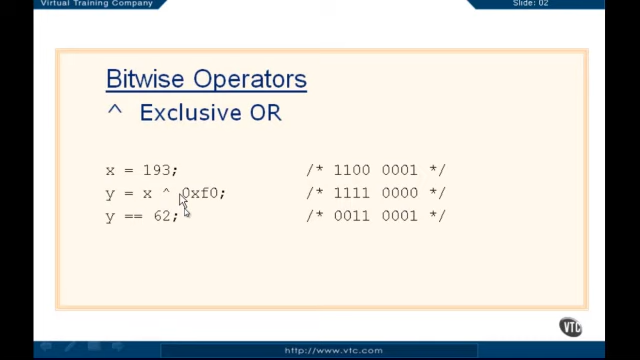 Virtual Training Company
Slide: 02
Bitwise Operators
^ Exclusive OR
x = 193; /* 1100 0001 */
y = x ^ 0xf0; /* 1111 0000 */
y == 62; /* 0011 0001 */
VTC
http://www.vtc.com